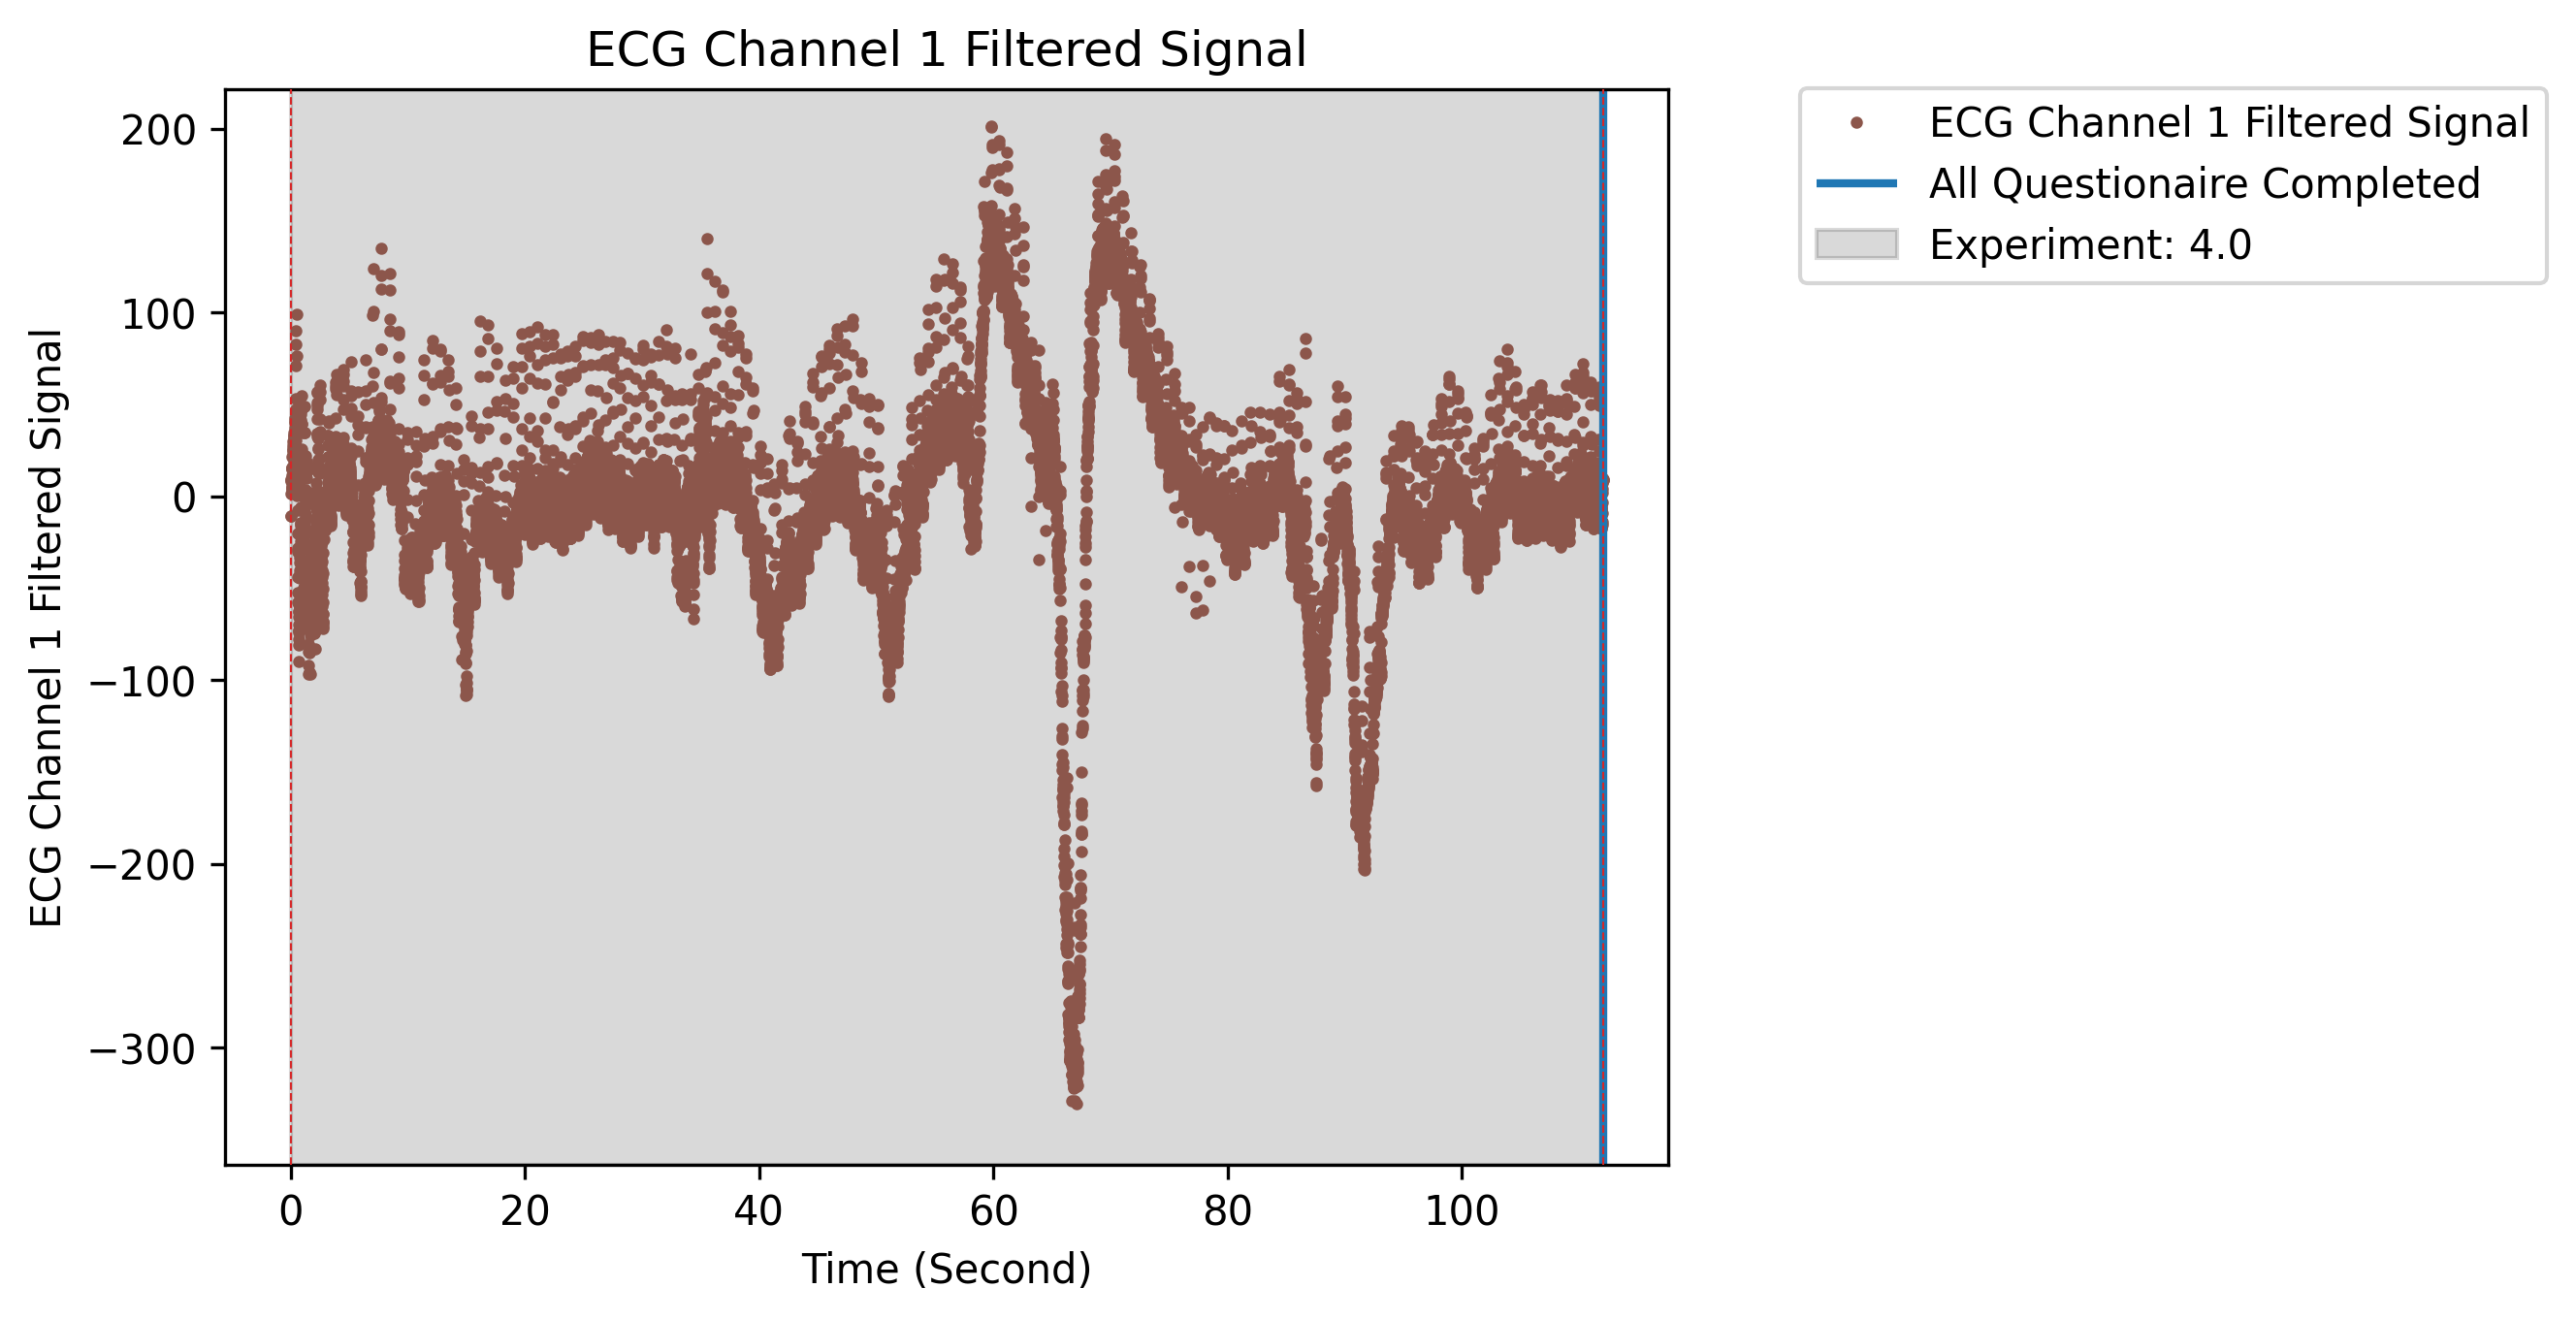 ECG Channel 1 Filtered Signal
ECG Channel 1 Filtered Signal
200
100
0
−100
−200
−300
0
20
40
60
80
100
Time (Second)
ECG Channel 1 Filtered Signal
All Questionaire Completed
Experiment: 4.0